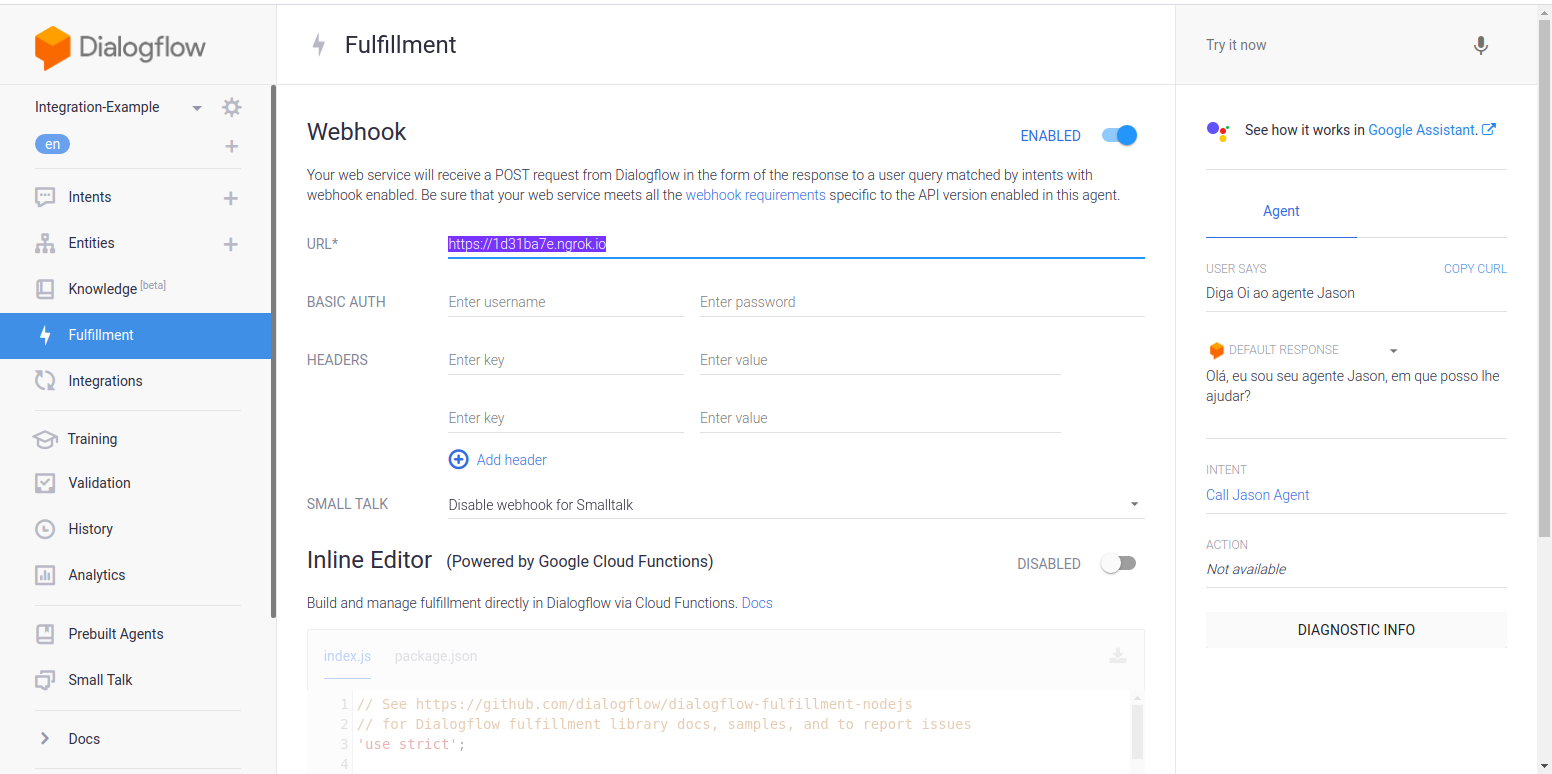 Dialogflow
Integration-Example
en
Intents
Entities
Knowledge [beta]
Fulfillment
Integrations
Training
Validation
History
Analytics
Prebuilt Agents
Small Talk
Docs
Fulfillment
Webhook
ENABLED
Your web service will receive a POST request from Dialogflow in the form of the response to a user query matched by intents with
webhook enabled. Be sure that your web service meets all the webhook requirements specific to the API version enabled in this agent.
URL* https://1d31ba7e.ngrok.io
BASIC AUTH Enter username Enter password
HEADERS Enter key Enter value
Enter key Enter value
Add header
SMALL TALK Disable webhook for Smalltalk
Inline Editor (Powered by Google Cloud Functions) DISABLED
Build and manage fulfillment directly in Dialogflow via Cloud Functions. Docs
index.js package.json
1 // See https://github.com/dialogflow/dialogflow-fulfillment-nodejs
2 // for Dialogflow fulfillment library docs, samples, and to report issues
3 'use strict';
4
Try it now
See how it works in Google Assistant.
Agent
USER SAYS COPY CURL
Diga Oi ao agente Jason
DEFAULT RESPONSE
Olá, eu sou seu agente Jason, em que posso lhe
ajudar?
INTENT
Call Jason Agent
ACTION
Not available
DIAGNOSTIC INFO